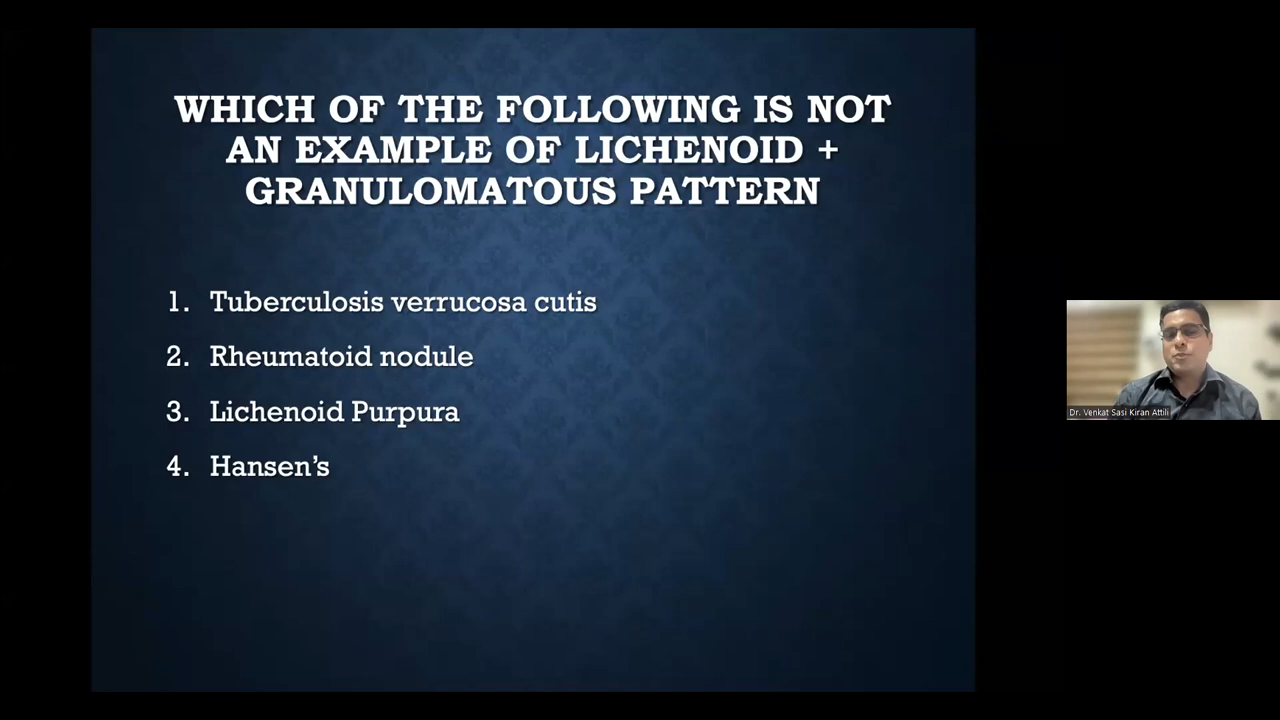 WHICH OF THE FOLLOWING IS NOT
AN EXAMPLE OF LICHENOID +
GRANULOMATOUS PATTERN
1. Tuberculosis verrucosa cutis
2. Rheumatoid nodule
3. Lichenoid Purpura
4. Hansen’s
Dr. Venkat Sasi Kiran Attili